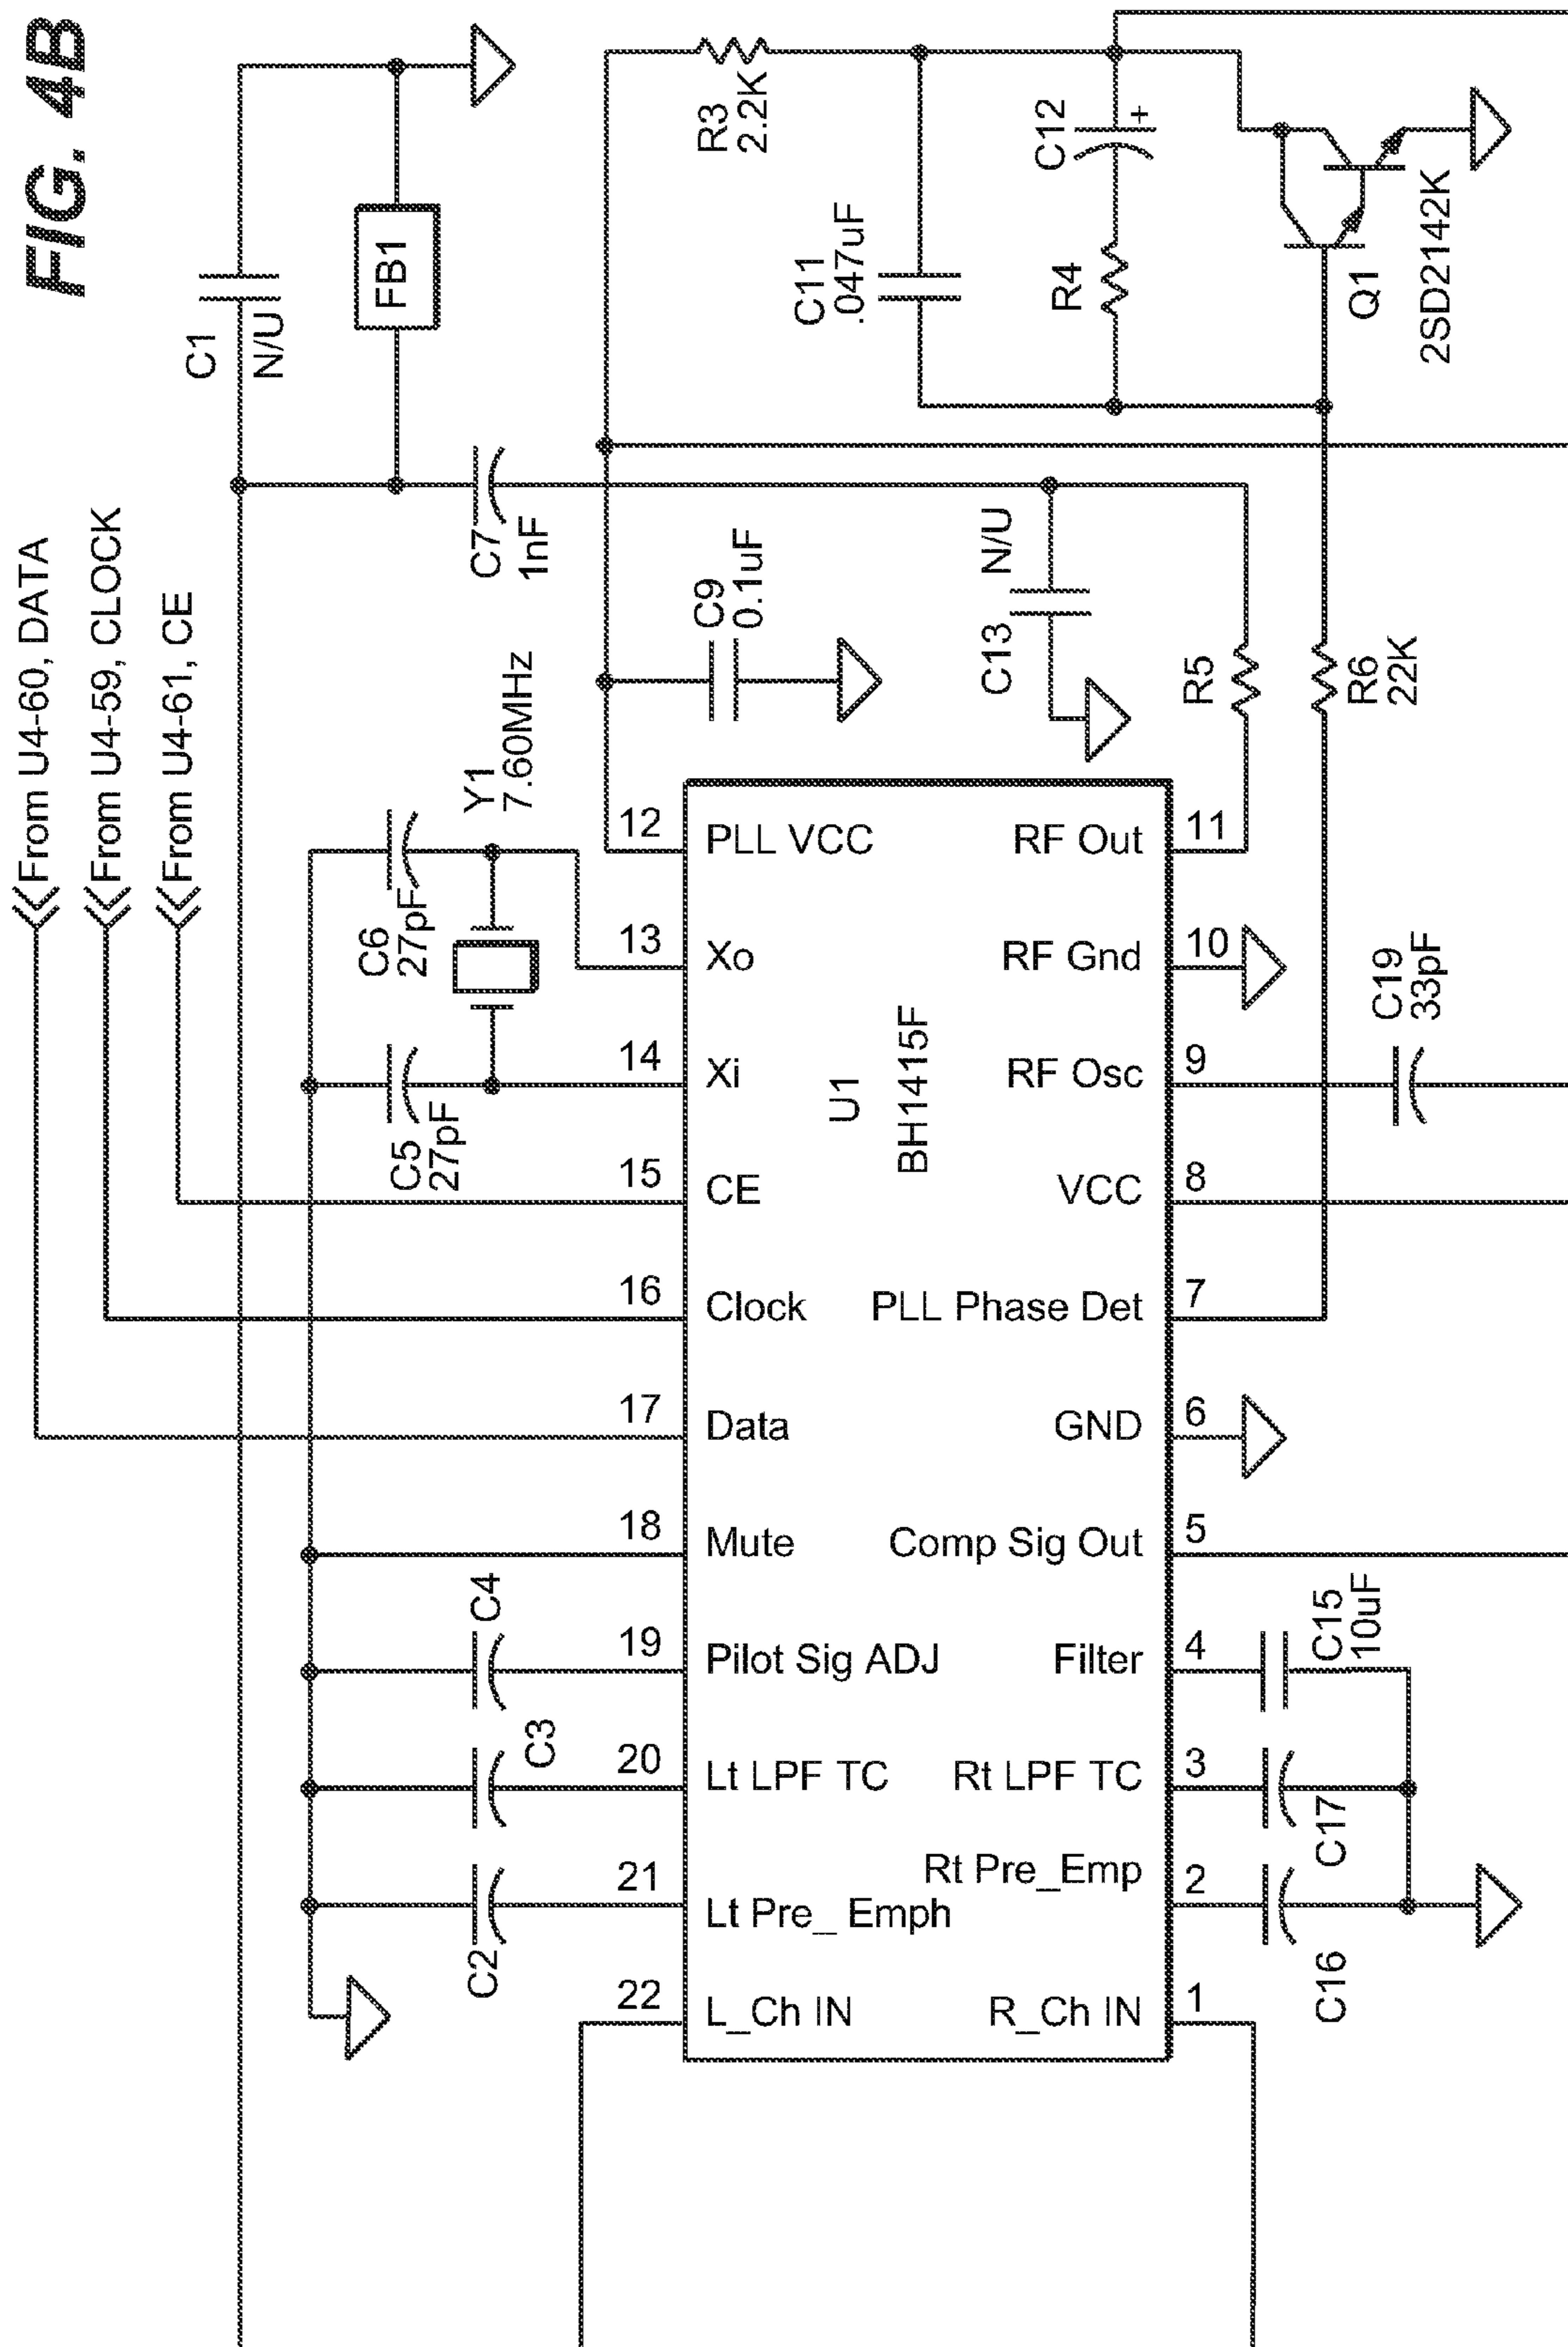 FIG. 4B
From U4-60, DATA
From U4-59, CLOCK
From U4-61, CE
C1
N/U
FB1
C7
1nF
R3
2.2K
C11
.047uF
C12
+
R4
Q1
2SD2142K
C9
0.1uF
N/U
C13
R5
R6
22K
Y1
7.60MHz
C6
27pF
C5
27pF
C19
33pF
U1
BH1415F
12
PLL VCC
RF Out
11
13
Xo
RF Gnd
10
14
Xi
RF Osc
9
15
CE
VCC
8
16
Clock
PLL Phase Det
7
17
Data
GND
6
18
Mute
Comp Sig Out
5
C4
19
Pilot Sig ADJ
Filter
4
C15
10uF
C3
20
Lt LPF TC
Rt LPF TC
3
C17
C2
21
Lt Pre_ Emph
Rt Pre_Emp
2
C16
22
L_Ch IN
R_Ch IN
1